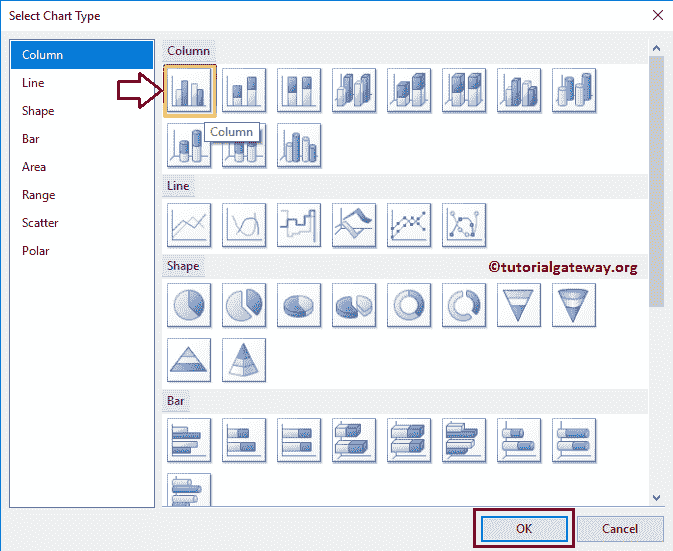 Select Chart Type
Column
Line
Shape
Bar
Area
Range
Scatter
Polar
Column
Column
Line
©tutorialgateway.org
Shape
Bar
OK
Cancel